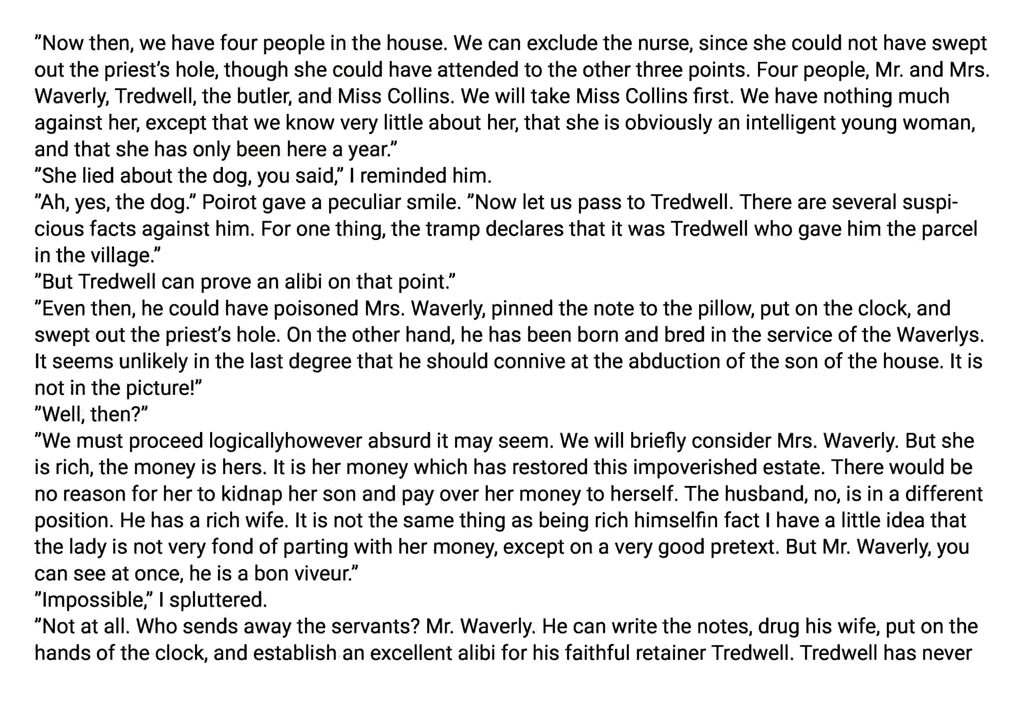 ”Now then, we have four people in the house. We can exclude the nurse, since she could not have swept
out the priest’s hole, though she could have attended to the other three points. Four people, Mr. and Mrs.
Waverly, Tredwell, the butler, and Miss Collins. We will take Miss Collins first. We have nothing much
against her, except that we know very little about her, that she is obviously an intelligent young woman,
and that she has only been here a year.”
”She lied about the dog, you said,” I reminded him.
”Ah, yes, the dog.” Poirot gave a peculiar smile. ”Now let us pass to Tredwell. There are several suspi-
cious facts against him. For one thing, the tramp declares that it was Tredwell who gave him the parcel
in the village.”
”But Tredwell can prove an alibi on that point.”
”Even then, he could have poisoned Mrs. Waverly, pinned the note to the pillow, put on the clock, and
swept out the priest’s hole. On the other hand, he has been born and bred in the service of the Waverlys.
It seems unlikely in the last degree that he should connive at the abduction of the son of the house. It is
not in the picture!”
”Well, then?”
”We must proceed logicallyhowever absurd it may seem. We will briefly consider Mrs. Waverly. But she
is rich, the money is hers. It is her money which has restored this impoverished estate. There would be
no reason for her to kidnap her son and pay over her money to herself. The husband, no, is in a different
position. He has a rich wife. It is not the same thing as being rich himselfin fact I have a little idea that
the lady is not very fond of parting with her money, except on a very good pretext. But Mr. Waverly, you
can see at once, he is a bon viveur.”
”Impossible,” I spluttered.
”Not at all. Who sends away the servants? Mr. Waverly. He can write the notes, drug his wife, put on the
hands of the clock, and establish an excellent alibi for his faithful retainer Tredwell. Tredwell has never